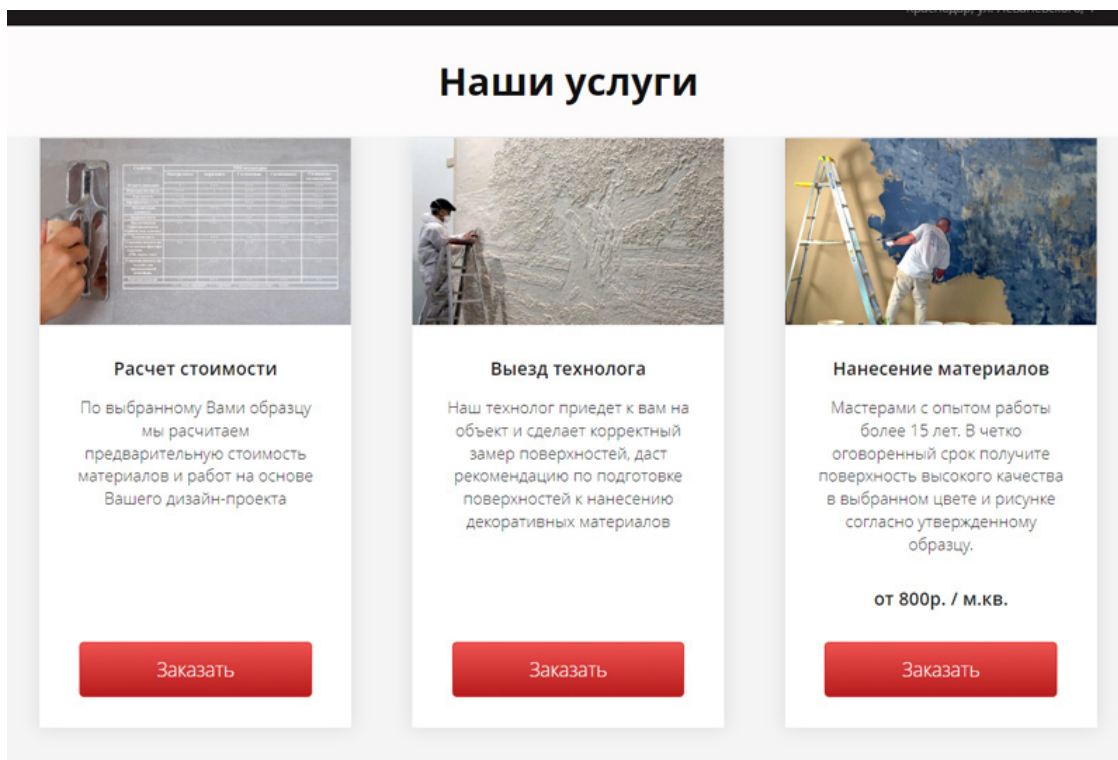 Наши услуги
Расчет стоимости
По выбранному Вами образцу
мы расчитаем
предварительную стоимость
материалов и работ на основе
Вашего дизайн-проекта
Заказать
Выезд технолога
Наш технолог приедет к вам на
объект и сделает корректный
замер поверхностей, даст
рекомендацию по подготовке
поверхностей к нанесению
декоративных материалов
Заказать
Нанесение материалов
Мастерами с опытом работы
более 15 лет. В четко
оговоренный срок получите
поверхность высокого качества
в выбранном цвете и рисунке
согласно утвержденному
образцу.
от 800р. / м.кв.
Заказать